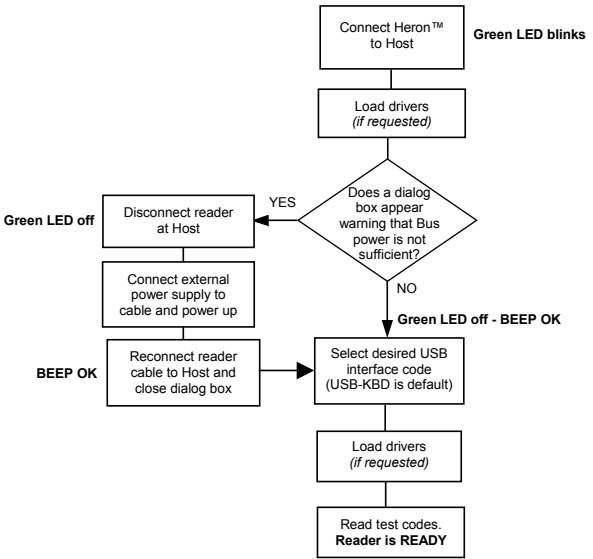 Connect Heron™
to Host
Green LED blinks
Load drivers
(if requested)
Does a dialog
box appear
warning that Bus
power is not
sufficient?
YES
Disconnect reader
at Host
Green LED off
Connect external
power supply to
cable and power up
NO
Green LED off - BEEP OK
BEEP OK
Reconnect reader
cable to Host and
close dialog box
Select desired USB
interface code
(USB-KBD is default)
Load drivers
(if requested)
Read test codes.
Reader is READY